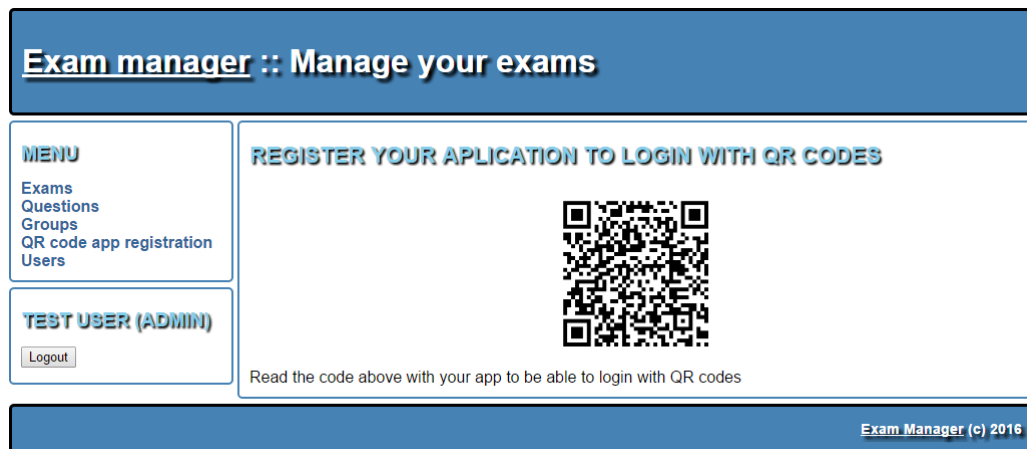 Exam manager :: Manage your exams
MENU
Exams
Questions
Groups
QR code app registration
Users
TEST USER (ADMIN)
Logout
REGISTER YOUR APLICATION TO LOGIN WITH QR CODES
Read the code above with your app to be able to login with QR codes
Exam Manager (c) 2016